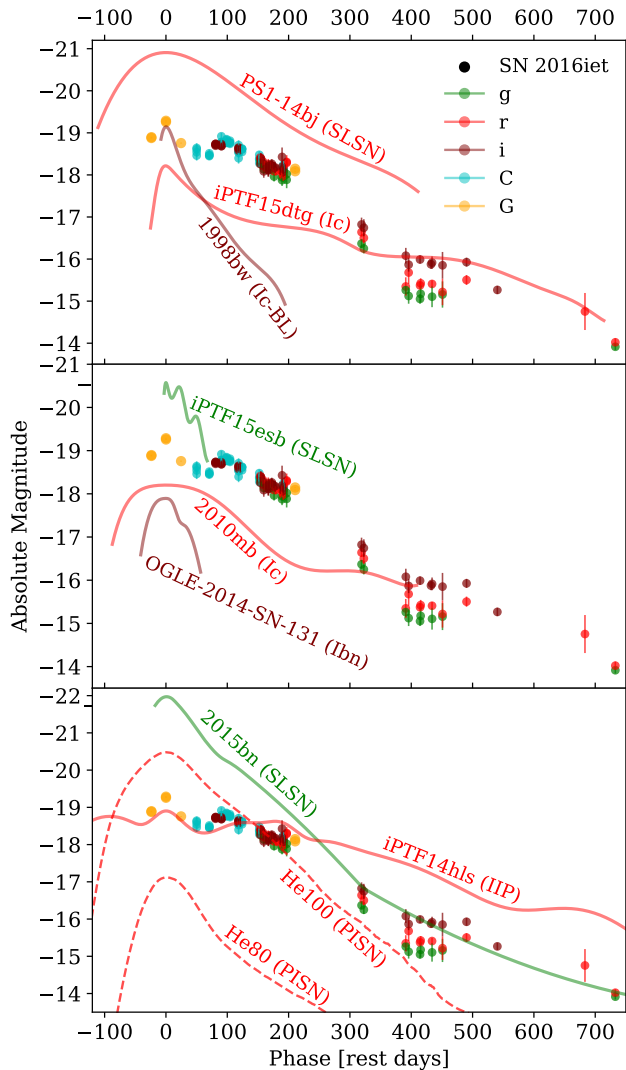 −100 0 100 200 300 400 500 600 700
−21
−20
−19
−18
−17
−16
−15
−14
PS1-14bj (SLSN)
iPTF15dtg (Ic)
1998bw (Ic-BL)
SN 2016iet
g
r
i
C
G
Absolute Magnitude
−21
−20
−19
−18
−17
−16
−15
−14
iPTF15esb (SLSN)
2010mb (Ic)
OGLE-2014-SN-131 (Ibn)
−22
−21
−20
−19
−18
−17
−16
−15
−14
2015bn (SLSN)
iPTF14hls (IIP)
He100 (PISN)
He80 (PISN)
−100 0 100 200 300 400 500 600 700
Phase [rest days]